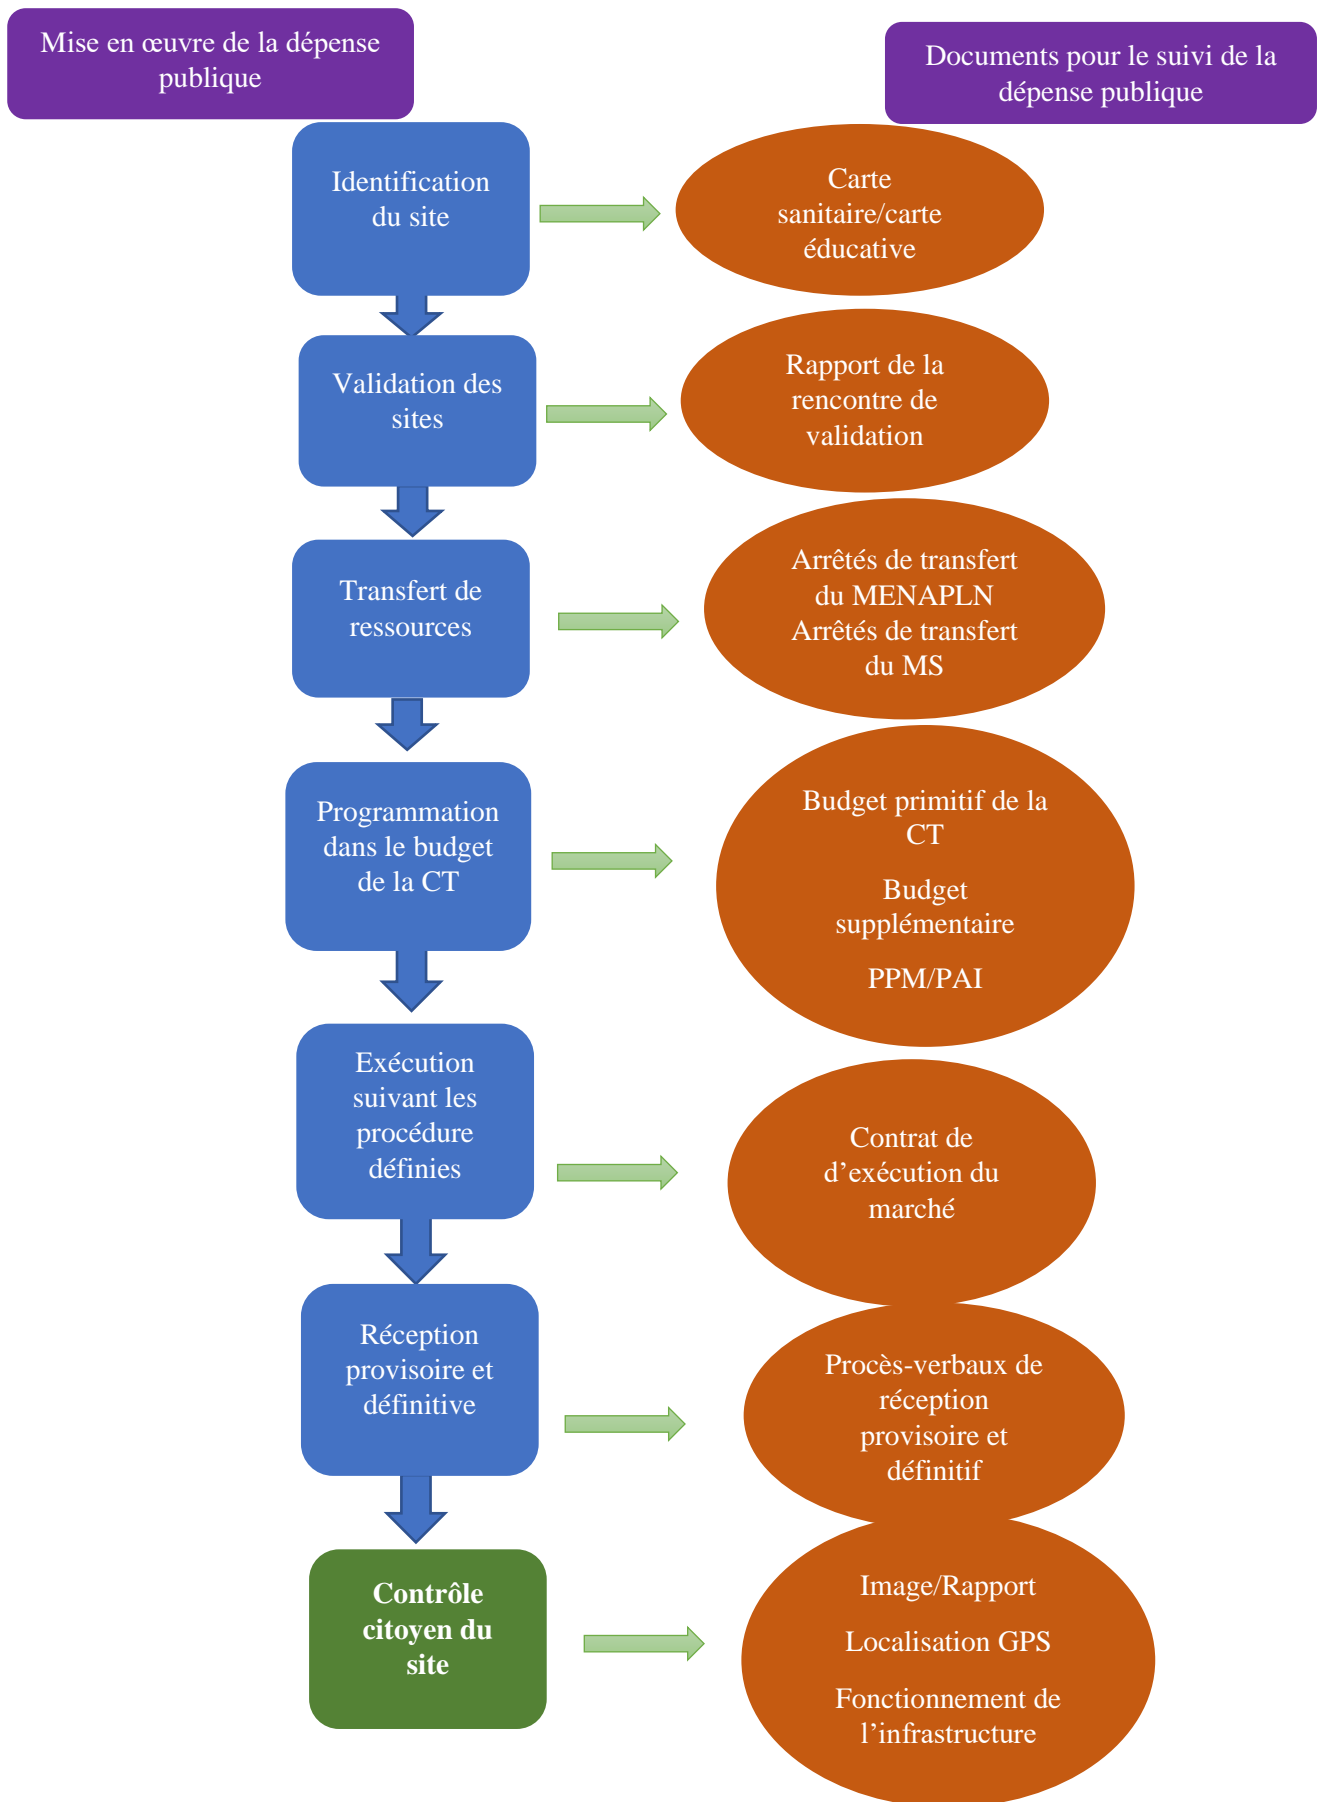 Mise en œuvre de la dépense
publique
Documents pour le suivi de la
dépense publique
Identification
du site
Carte
sanitaire/carte
éducative
Validation des
sites
Rapport de la
rencontre de
validation
Transfert de
ressources
Arrêtés de transfert
du MENAPLN
Arrêtés de transfert
du MS
Programmation
dans le budget
de la CT
Budget primitif de la
CT
Budget
supplémentaire
PPM/PAI
Exécution
suivant les
procédure
définies
Contrat de
d’exécution du
marché
Réception
provisoire et
définitive
Procès-verbaux de
réception
provisoire et
définitif
Contrôle
citoyen du
site
Image/Rapport
Localisation GPS
Fonctionnement de
l’infrastructure